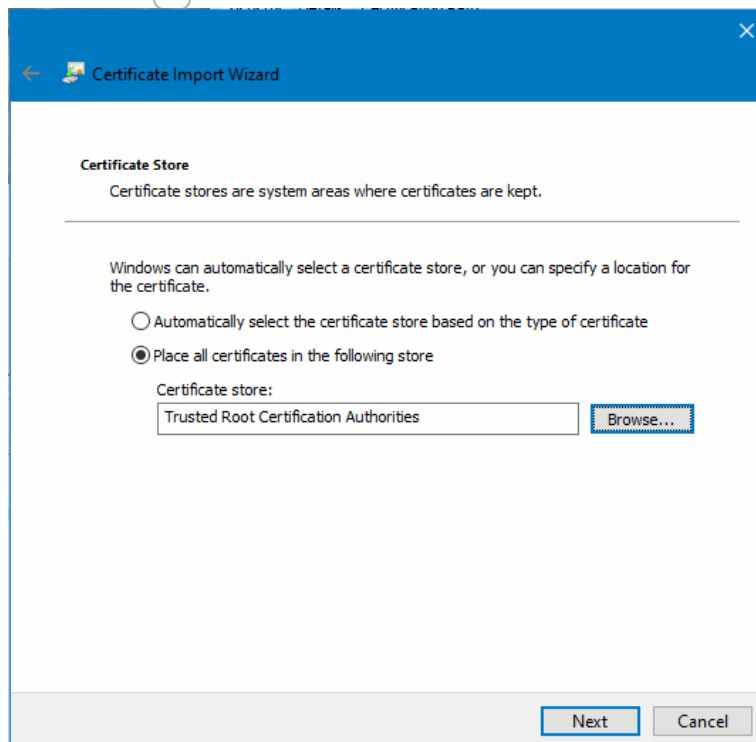 Certificate Import Wizard
Certificate Store
Certificate stores are system areas where certificates are kept.
Windows can automatically select a certificate store, or you can specify a location for
the certificate.
Automatically select the certificate store based on the type of certificate
Place all certificates in the following store
Certificate store:
Trusted Root Certification Authorities
Browse...
Next
Cancel